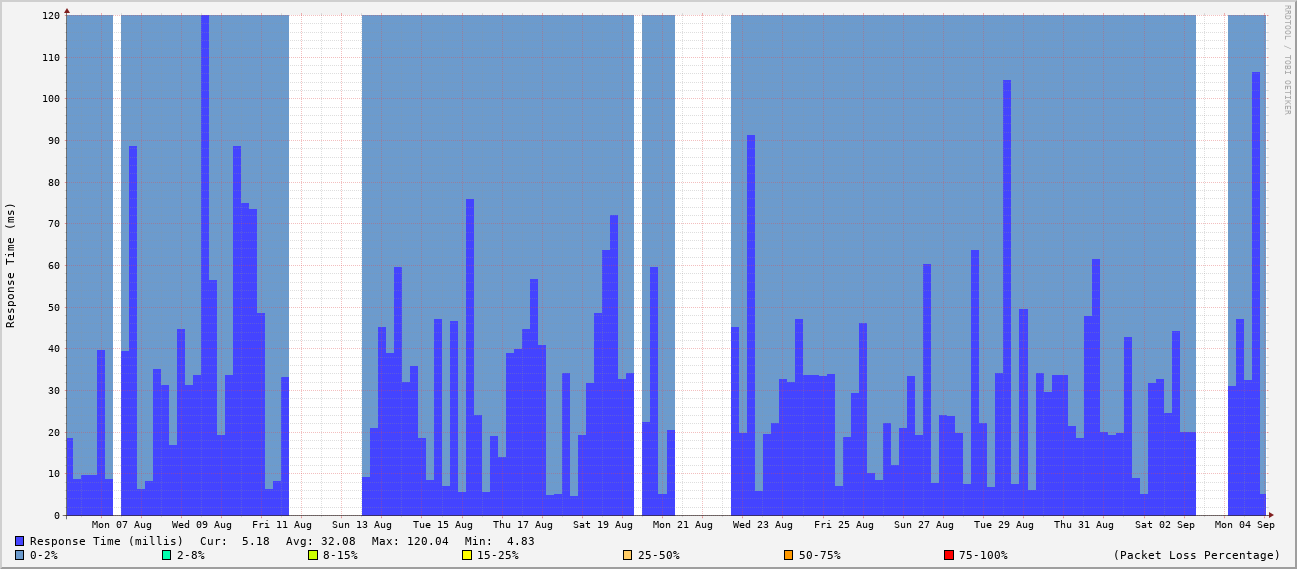 RRDTOOL / TOBI OETIKER
Response Time (ms)
120
110
100
90
80
70
60
50
40
30
20
10
0
Mon 07 Aug Wed 09 Aug Fri 11 Aug Sun 13 Aug Tue 15 Aug Thu 17 Aug Sat 19 Aug Mon 21 Aug Wed 23 Aug Fri 25 Aug Sun 27 Aug Tue 29 Aug Thu 31 Aug Sat 02 Sep Mon 04 Sep
Response Time (millis) Cur: 5.18 Avg: 32.08 Max: 120.04 Min: 4.83
0-2% 2-8% 8-15% 15-25% 25-50% 50-75% 75-100% (Packet Loss Percentage)